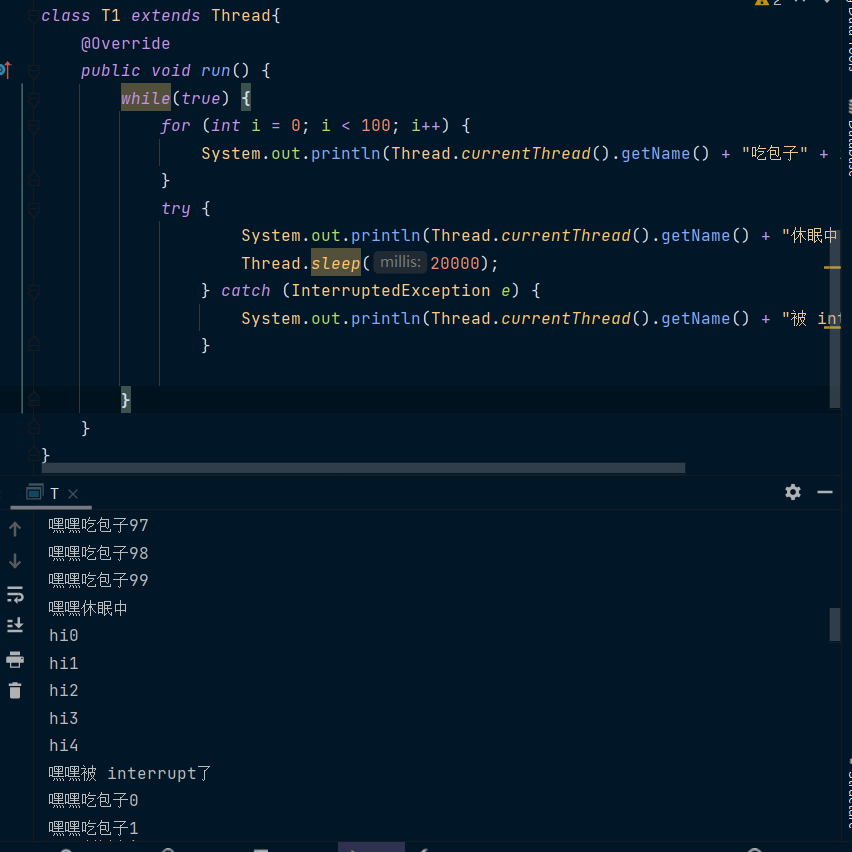 2
class T1 extends Thread{
@Override
public void run() {
while(true) {
for (int i = 0; i < 100; i++) {
System.out.println(Thread.currentThread().getName() + "吃包子" +
}
try {
System.out.println(Thread.currentThread().getName() + "休眠中
Thread.sleep( millis: 20000);
} catch (InterruptedException e) {
System.out.println(Thread.currentThread().getName() + "被 int
}
}
}
}
T
嘿嘿吃包子97
嘿嘿吃包子98
嘿嘿吃包子99
嘿嘿休眠中
hi0
hi1
hi2
hi3
hi4
嘿嘿被 interrupt了
嘿嘿吃包子0
嘿嘿吃包子1